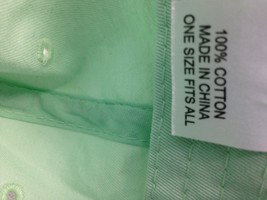 100% COTTON
MADE IN CHINA
ONE SIZE FITS ALL